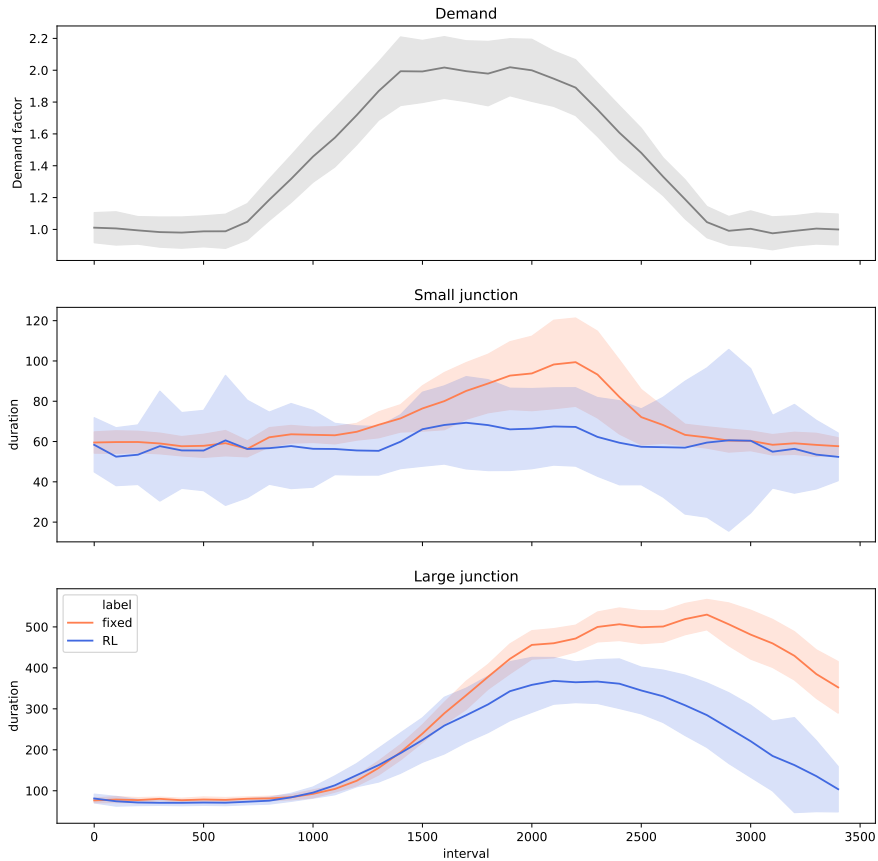 Demand
2.2
2.0
1.8
1.6
1.4
1.2
1.0
Demand factor
Small junction
120
100
80
60
40
20
duration
Large junction
label
fixed
RL
500
400
300
200
100
duration
0 500 1000 1500 2000 2500 3000 3500
interval